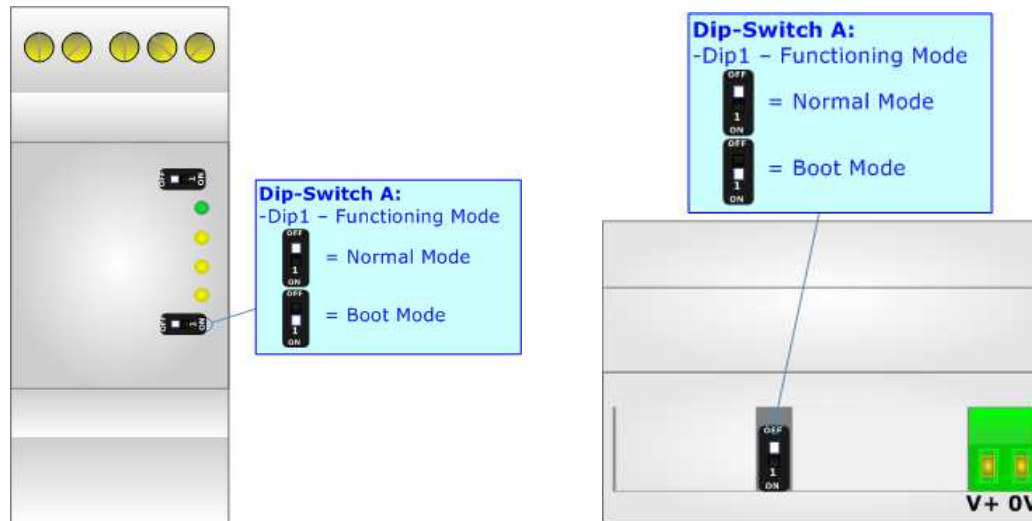 OFF
1
ON
OFF
1
ON
Dip-Switch A:
-Dip1 – Functioning Mode
OFF
1
ON
= Normal Mode
OFF
1
ON
= Boot Mode
Dip-Switch A:
-Dip1 – Functioning Mode
OFF
1
ON
= Normal Mode
OFF
1
ON
= Boot Mode
OFF
1
ON
V+ 0V